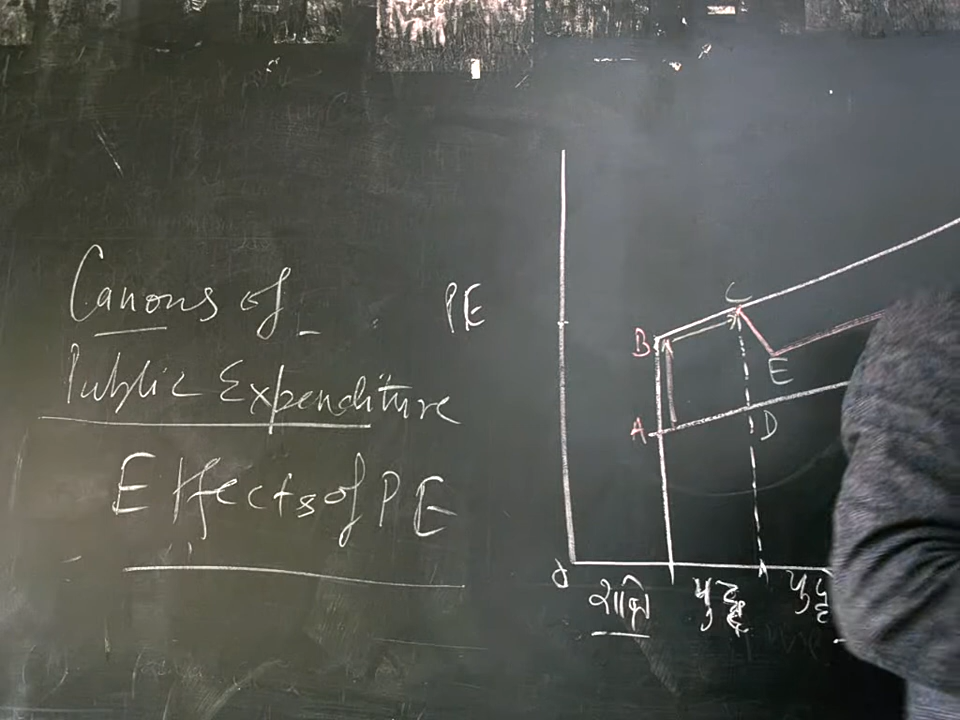 Canons of
Public Expenditure
Effects of PE
PE
C
B
E
A
D
O
शान्ति
युद्ध
युद्ध